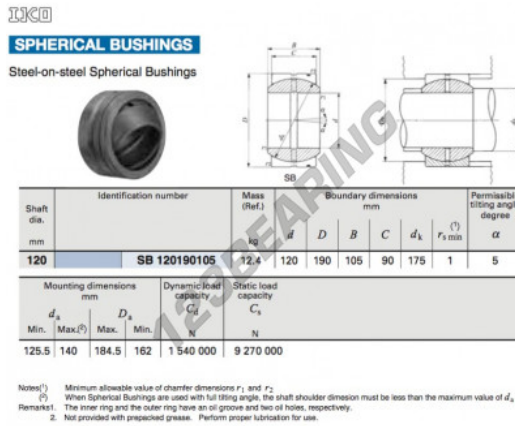 IKO
SPHERICAL BUSHINGS
Steel-on-steel Spherical Bushings
B
C
D
d
SB
123BEARING
Shaft dia. mm
Identification number
Mass (Ref.) kg
Boundary dimensions mm
d D B C dk rs min (1)
Permissible tilting angle degree α
120 SB 120190105 12.4 120 190 105 90 175 1 5
Mounting dimensions mm
da Da
Min. Max.(2) Max. Min.
Dynamic load capacity Cd N
Static load capacity Cs N
125.5 140 184.5 162 1 540 000 9 270 000
Notes(1) Minimum allowable value of chamfer dimensions r1 and r2
(2) When Spherical Bushings are used with full tilting angle, the shaft shoulder dimesion must be less than the maximum value of da
Remarks1. The inner ring and the outer ring have an oil groove and two oil holes, respectively.
2. Not provided with prepacked grease. Perform proper lubrication for use.